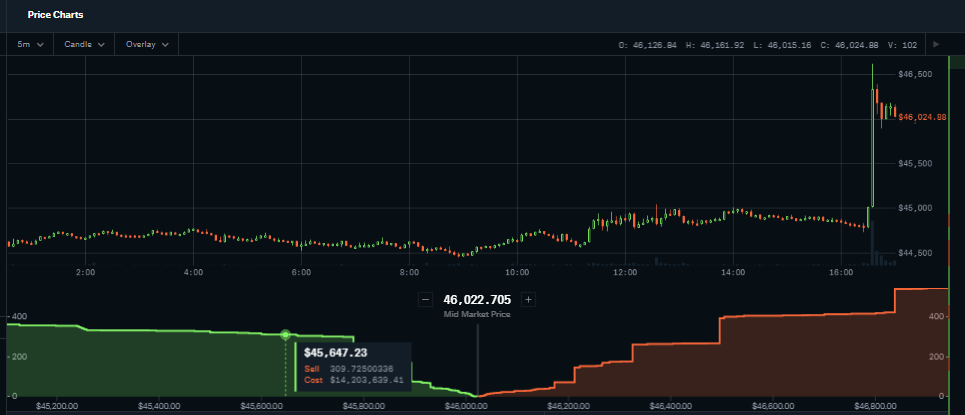 Price Charts
5m Candle Overlay O: 46,126.84 H: 46,161.92 L: 46,015.16 C: 46,024.88 V: 102
$46,500
$46,024.88
$45,500
$45,000
$44,500
2:00 4:00 6:00 8:00 10:00 12:00 14:00 16:00
− 46,022.705 +
Mid Market Price
400 400
$45,647.23
200 Sell 309.72500336 200
Cost $14,203,639.41
0 0
$45,200.00 $45,400.00 $45,600.00 $45,800.00 $46,000.00 $46,200.00 $46,400.00 $46,600.00 $46,800.00